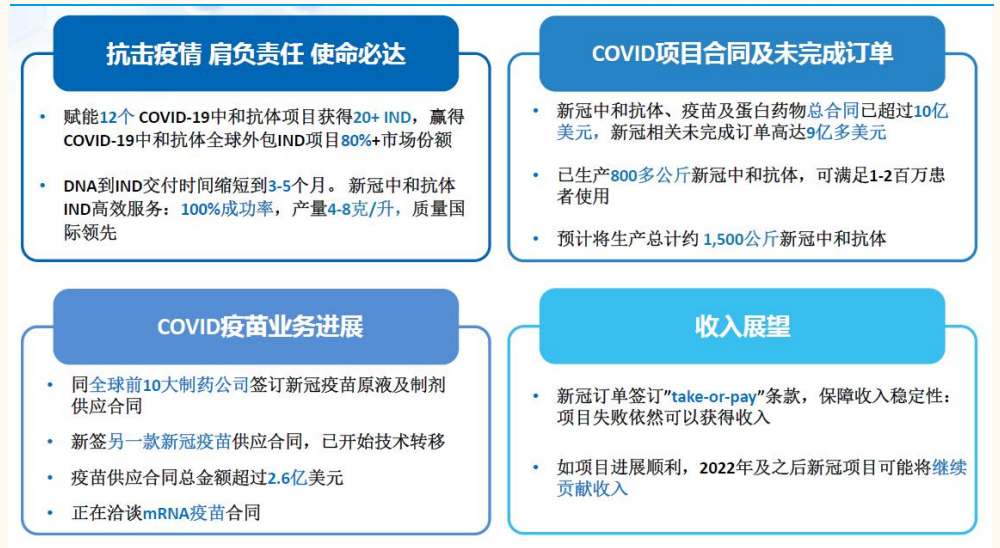 抗击疫情 肩负责任 使命必达
• 赋能12个 COVID-19中和抗体项目获得20+ IND，赢得
COVID-19中和抗体全球外包IND项目80%+市场份额
• DNA到IND交付时间缩短到3-5个月。 新冠中和抗体
IND高效服务：100%成功率，产量4-8克/升，质量国
际领先
COVID项目合同及未完成订单
• 新冠中和抗体、疫苗及蛋白药物总合同已超过10亿
美元，新冠相关未完成订单高达9亿多美元
• 已生产800多公斤新冠中和抗体，可满足1-2百万患
者使用
• 预计将生产总计约 1,500公斤新冠中和抗体
COVID疫苗业务进展
• 同全球前10大制药公司签订新冠疫苗原液及制剂
供应合同
• 新签另一款新冠疫苗供应合同，已开始技术转移
• 疫苗供应合同总金额超过2.6亿美元
• 正在洽谈mRNA疫苗合同
收入展望
• 新冠订单签订”take-or-pay”条款，保障收入稳定性：
项目失败依然可以获得收入
• 如项目进展顺利，2022年及之后新冠项目可能将继续
贡献收入